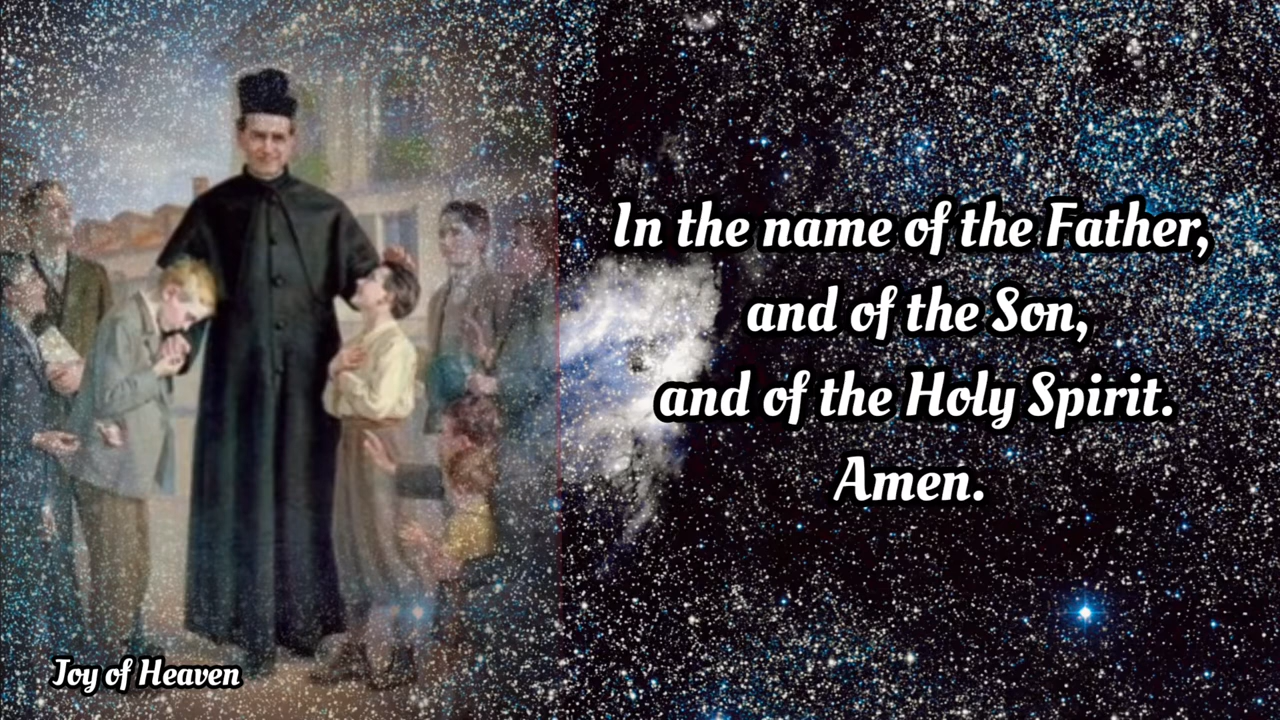 In the name of the Father,
and of the Son,
and of the Holy Spirit.
Amen.
Joy of Heaven